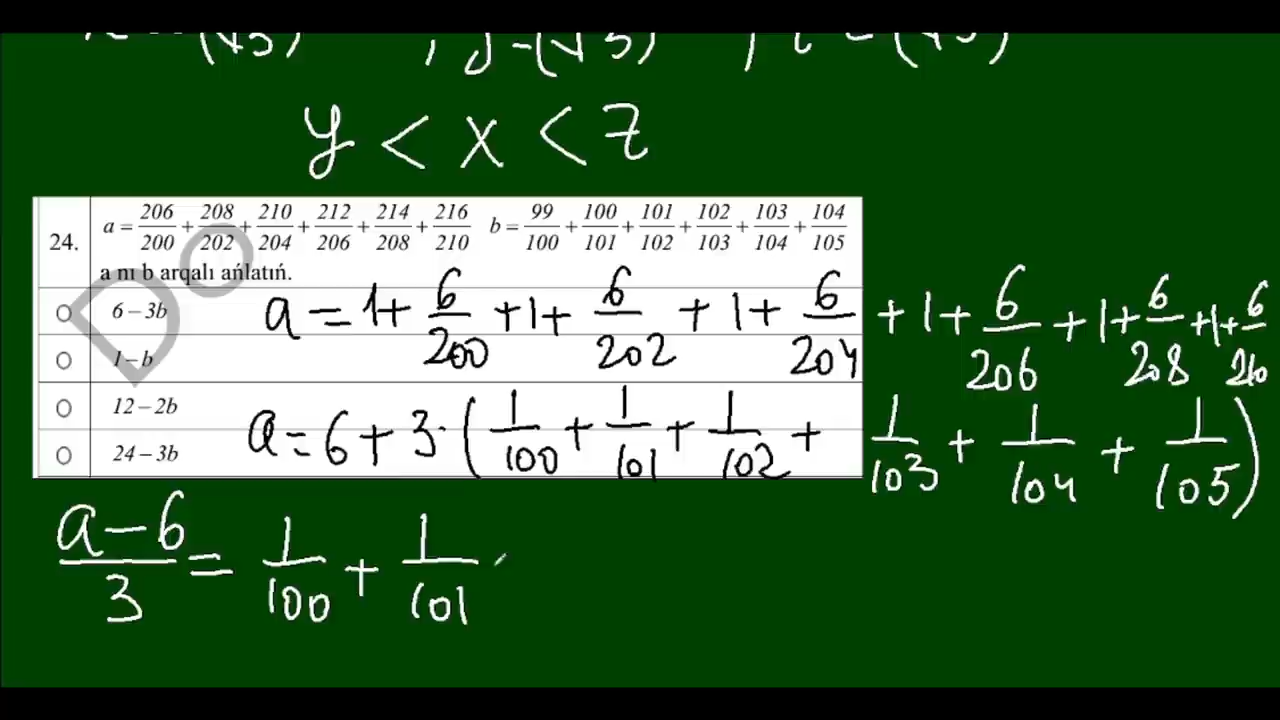 y < x < z
24. a = 206/200 + 208/202 + 210/204 + 212/206 + 214/208 + 216/210 b = 99/100 + 100/101 + 101/102 + 102/103 + 103/104 + 104/105
a nı b arqalı ańlatıń.
6 – 3b
1 – b
12 – 2b
24 – 3b
a = 1 + 6/200 + 1 + 6/202 + 1 + 6/204 + 1 + 6/206 + 1 + 6/208 + 1 + 6/210
a = 6 + 3 · (1/100 + 1/101 + 1/102 + 1/103 + 1/104 + 1/105)
(a – 6)/3 = 1/100 + 1/101